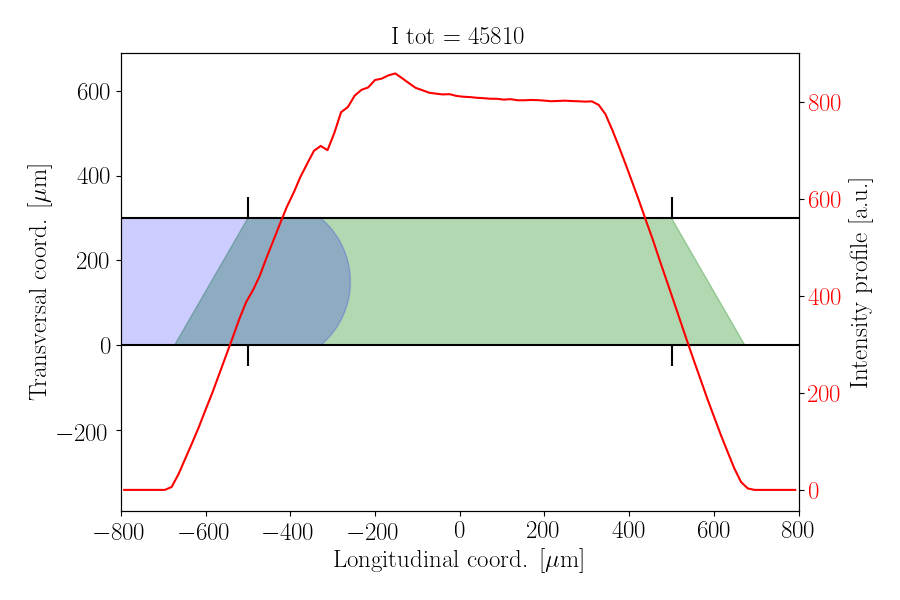 I tot = 45810
600
400
200
0
−200
Transversal coord. [μm]
800
600
400
200
0
Intensity profile [a.u.]
−800 −600 −400 −200 0 200 400 600 800
Longitudinal coord. [μm]